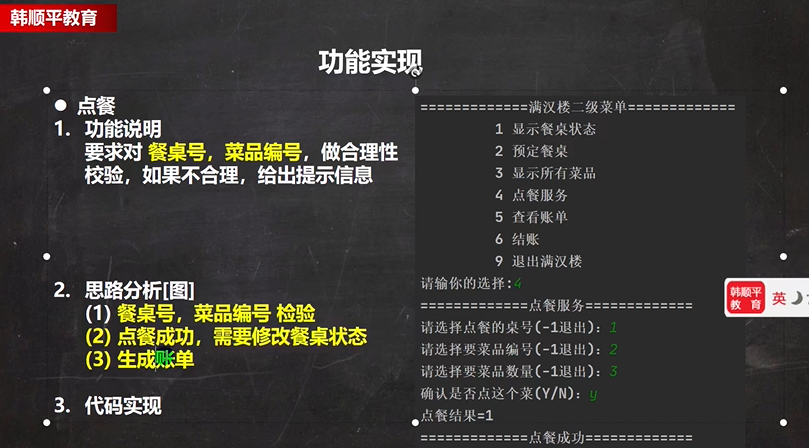 韩顺平教育
功能实现
● 点餐
1. 功能说明
要求对 餐桌号，菜品编号，做合理性
校验，如果不合理，给出提示信息
2. 思路分析[图]
(1) 餐桌号，菜品编号 检验
(2) 点餐成功，需要修改餐桌状态
(3) 生成账单
3. 代码实现
=============满汉楼二级菜单=============
1 显示餐桌状态
2 预定餐桌
3 显示所有菜品
4 点餐服务
5 查看账单
6 结账
9 退出满汉楼
请输你的选择:4
=============点餐服务=============
请选择点餐的桌号(-1退出)：1
请选择要菜品编号(-1退出)：2
请选择要菜品数量(-1退出)：3
确认是否点这个菜(Y/N)：y
点餐结果=1
=============点餐成功=============
韩顺平
教 育
英